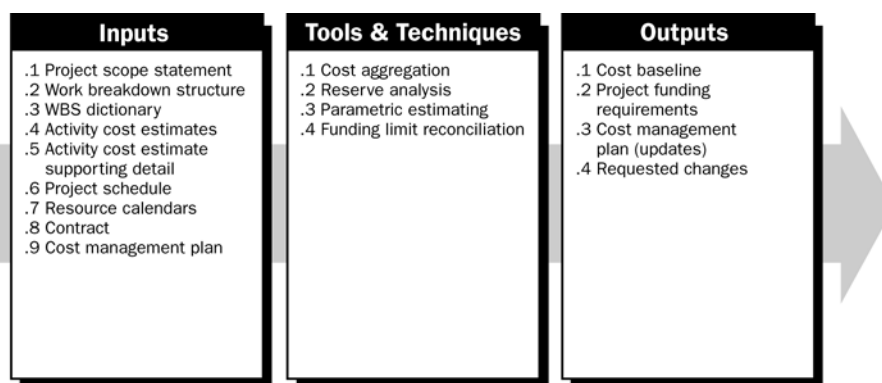 Inputs
.1 Project scope statement
.2 Work breakdown structure
.3 WBS dictionary
.4 Activity cost estimates
.5 Activity cost estimate
supporting detail
.6 Project schedule
.7 Resource calendars
.8 Contract
.9 Cost management plan
Tools & Techniques
.1 Cost aggregation
.2 Reserve analysis
.3 Parametric estimating
.4 Funding limit reconciliation
Outputs
.1 Cost baseline
.2 Project funding
requirements
.3 Cost management
plan (updates)
.4 Requested changes